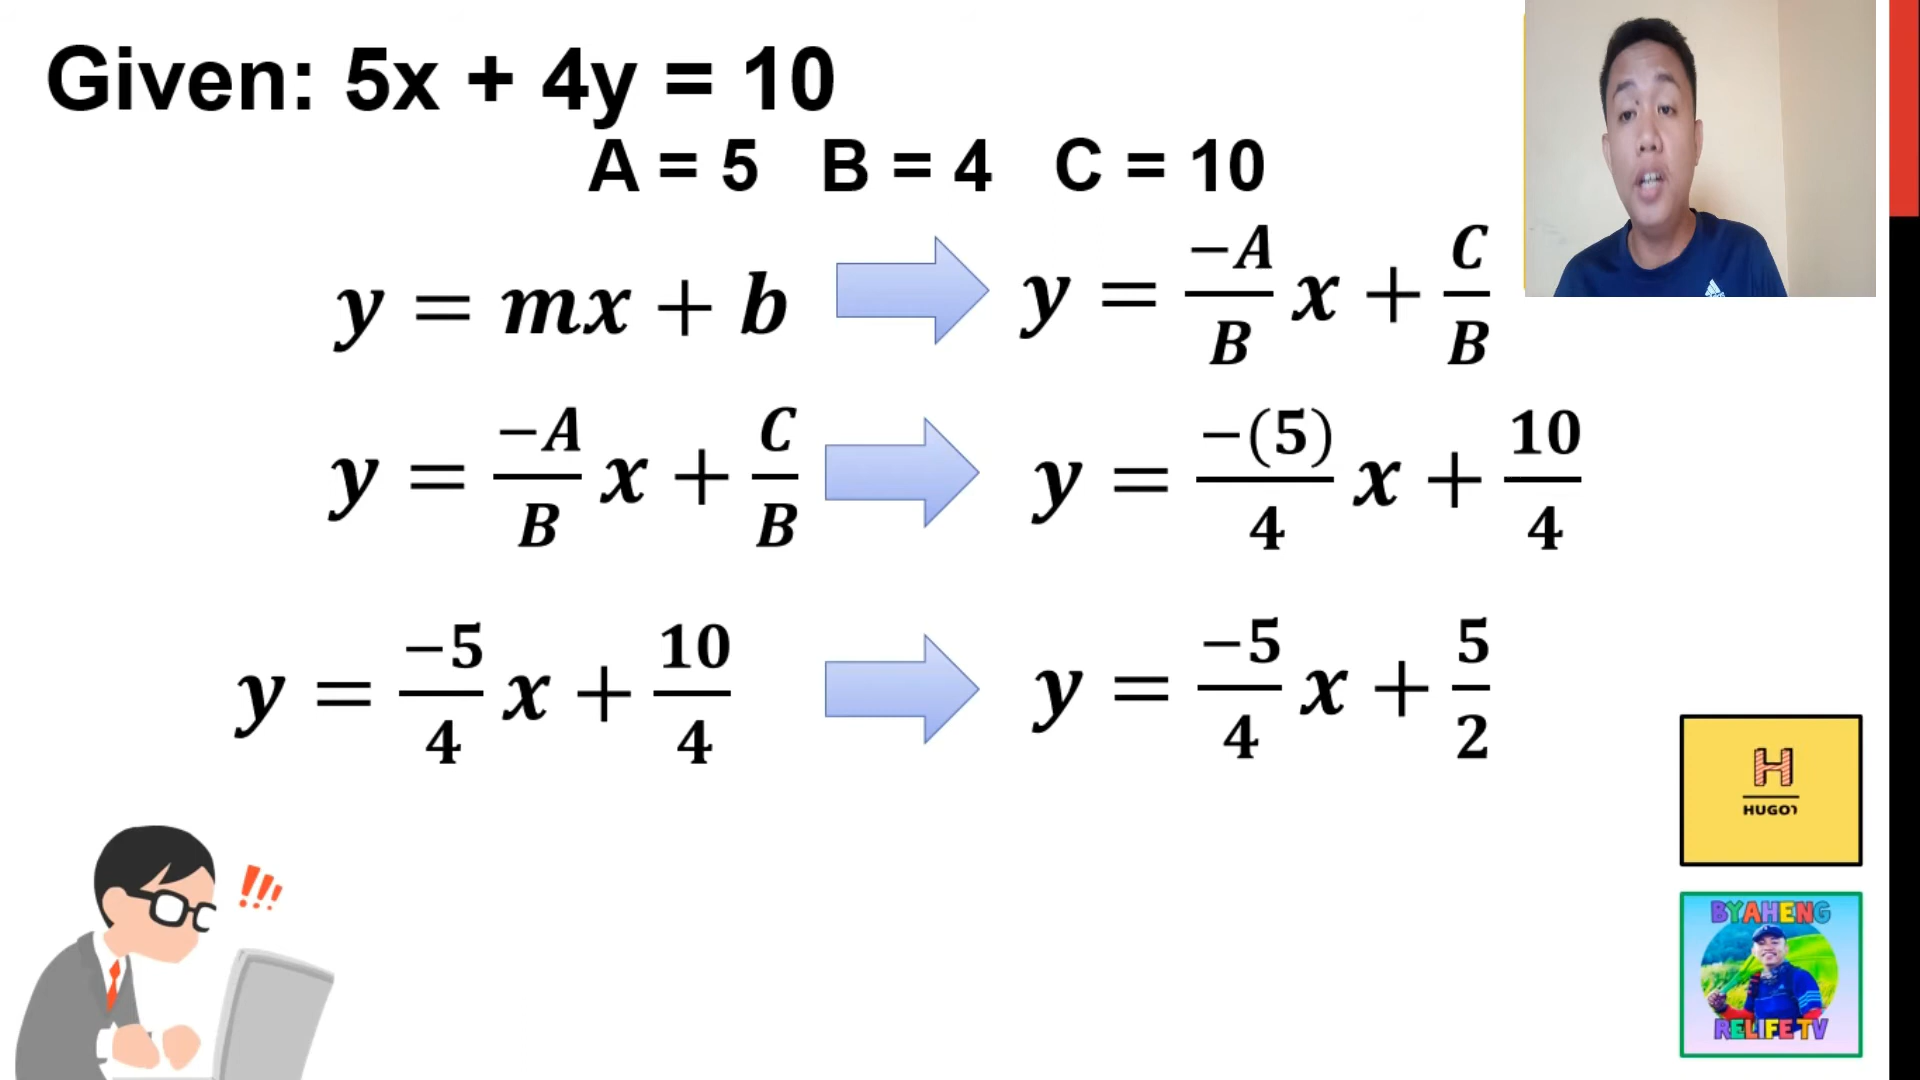 Given: 5x + 4y = 10
A = 5 B = 4 C = 10
y = mx + b
y = -A/B x + C/B
y = -A/B x + C/B
y = -(5)/4 x + 10/4
y = -5/4 x + 10/4
y = -5/4 x + 5/2
!!!
H
HUGOT
BYAHENG
RELIFE TV